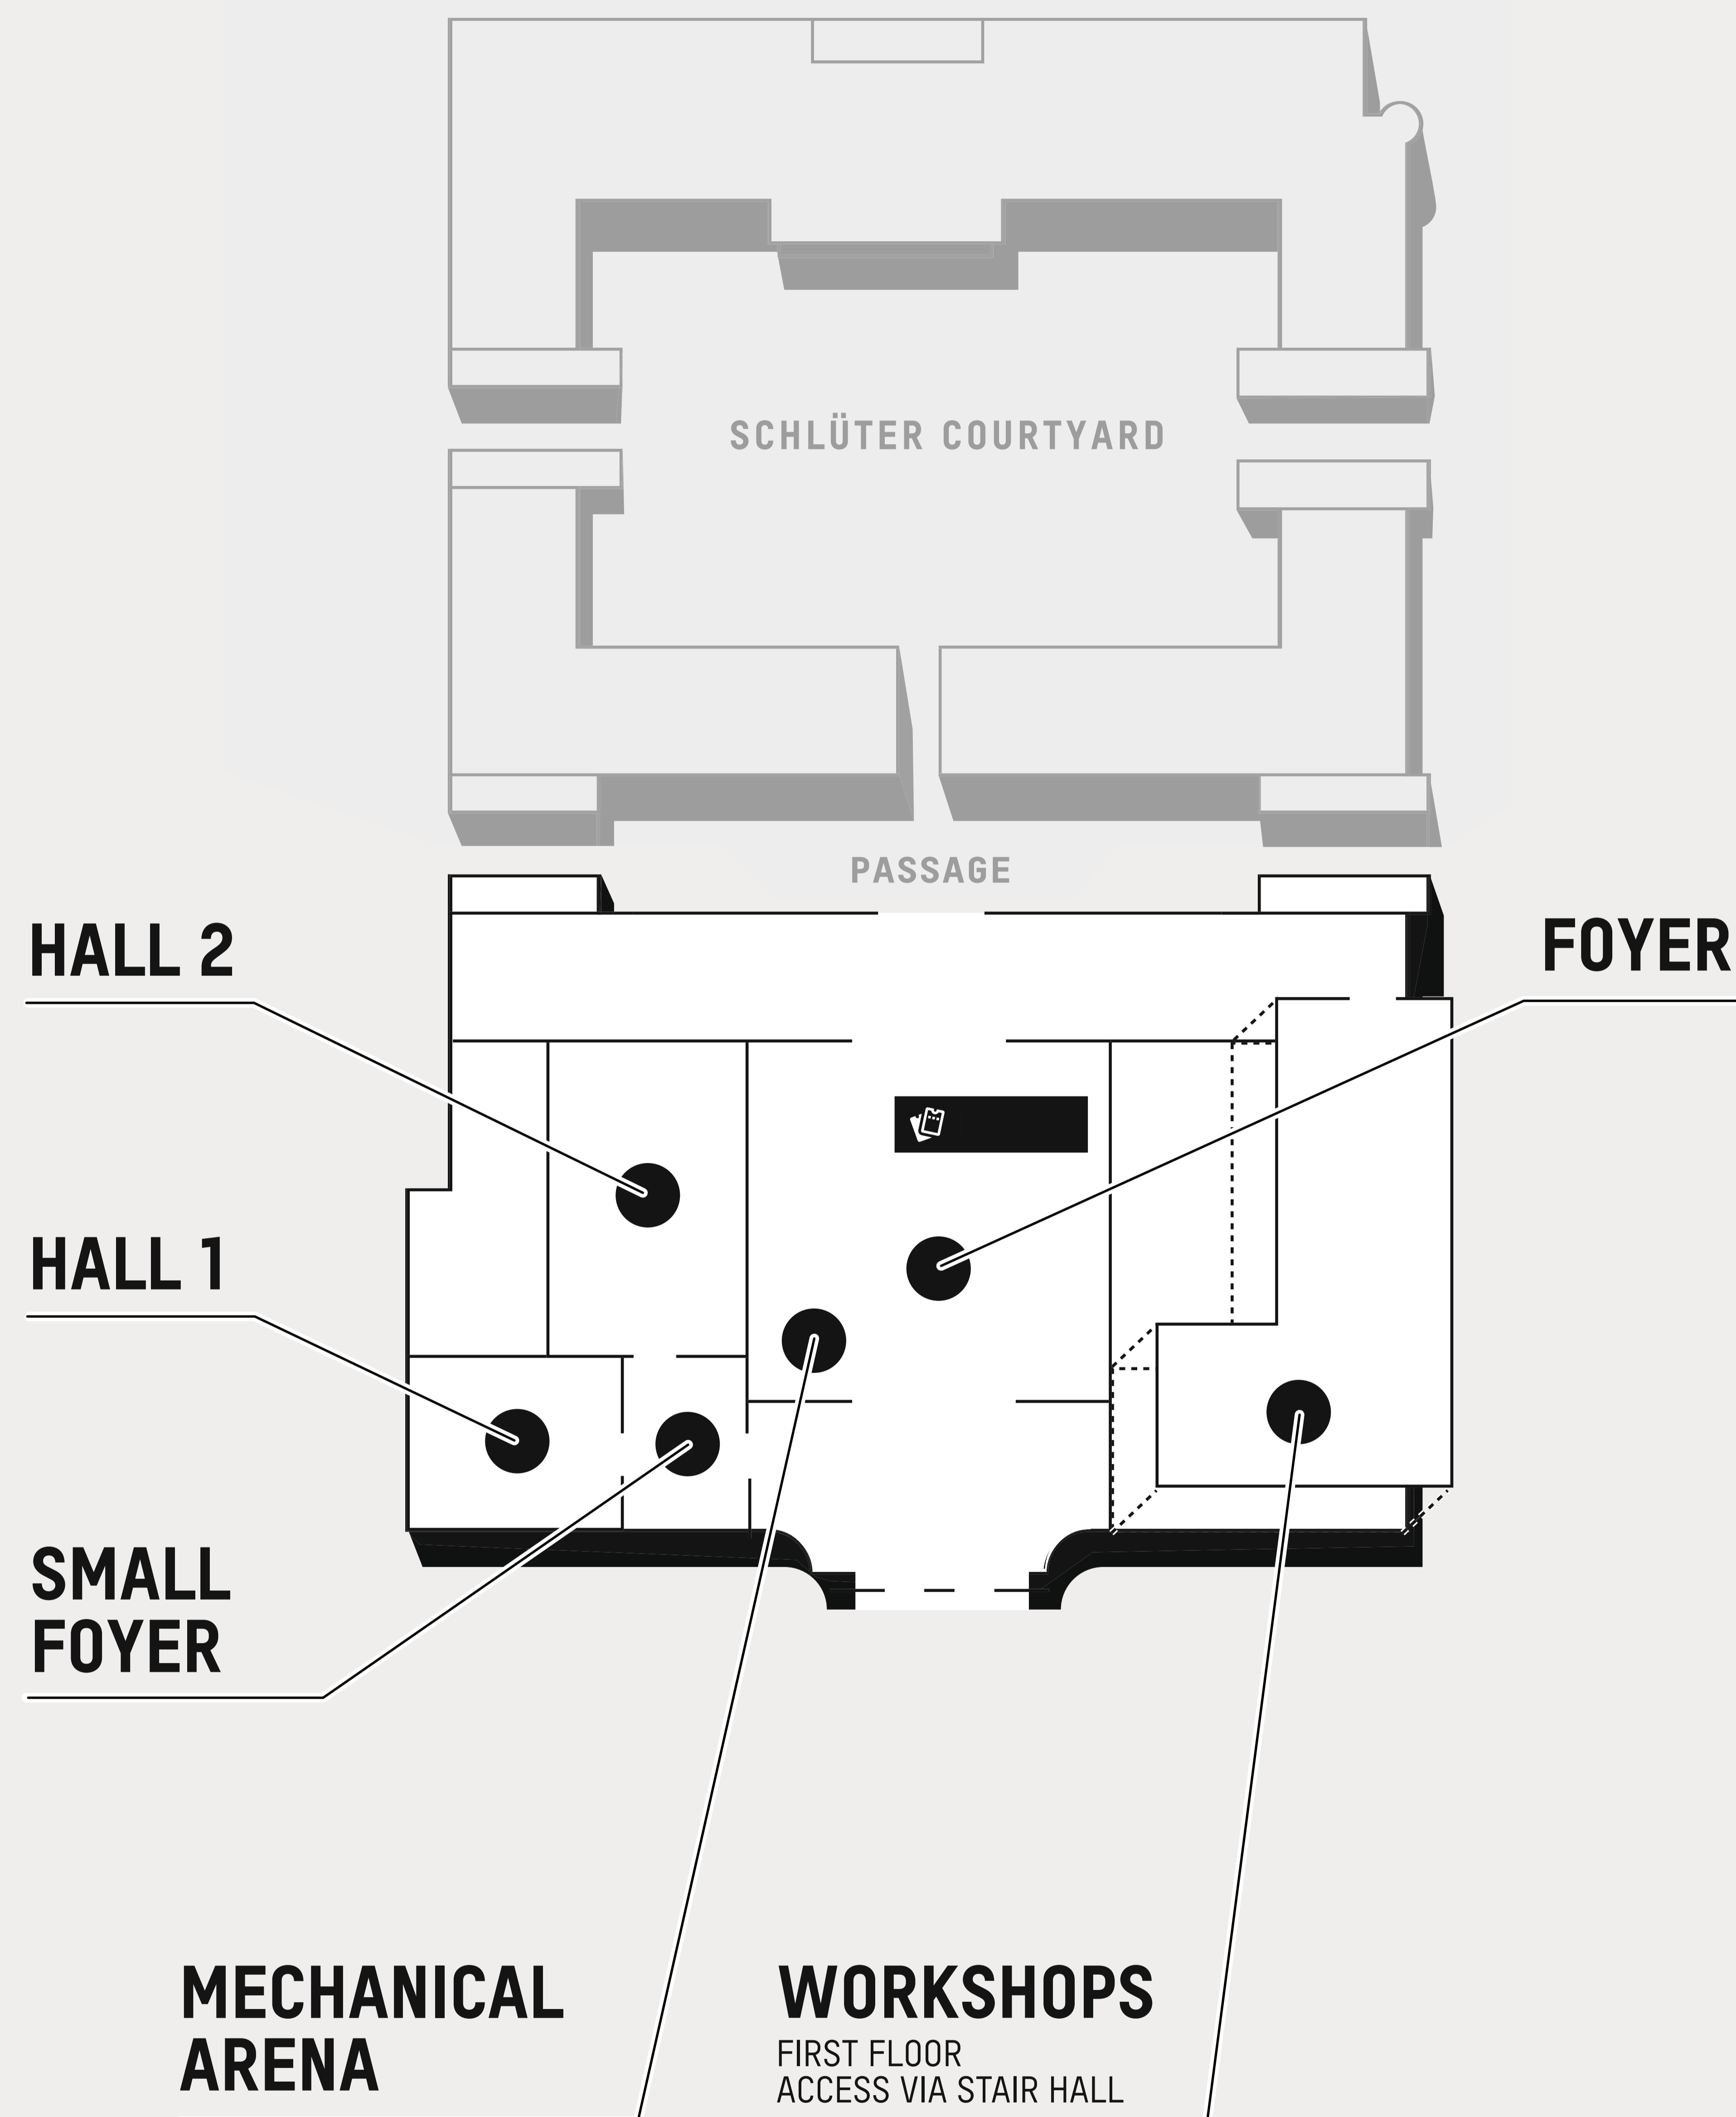 SCHLÜTER COURTYARD
PASSAGE
HALL 2
FOYER
HALL 1
SMALL
FOYER
MECHANICAL
ARENA
WORKSHOPS
FIRST FLOOR
ACCESS VIA STAIR HALL